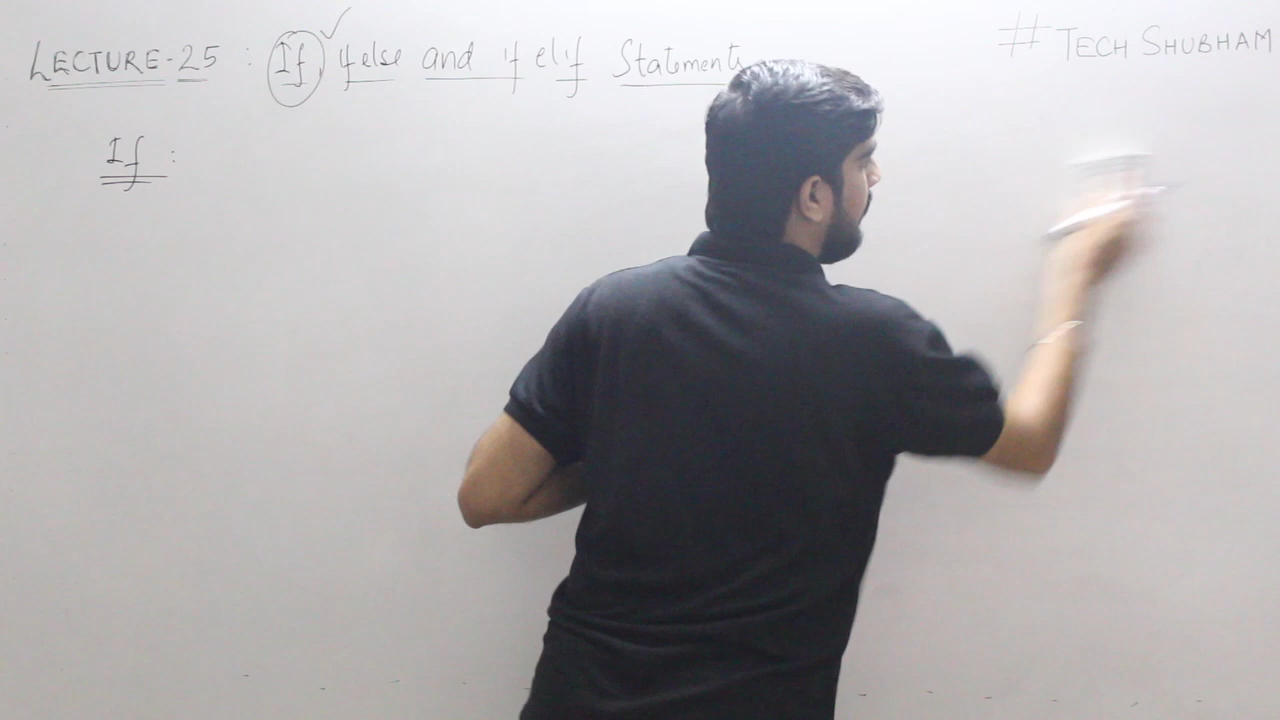 LECTURE-25 : If if else and if elif Statements
# TECH SHUBHAM
If :